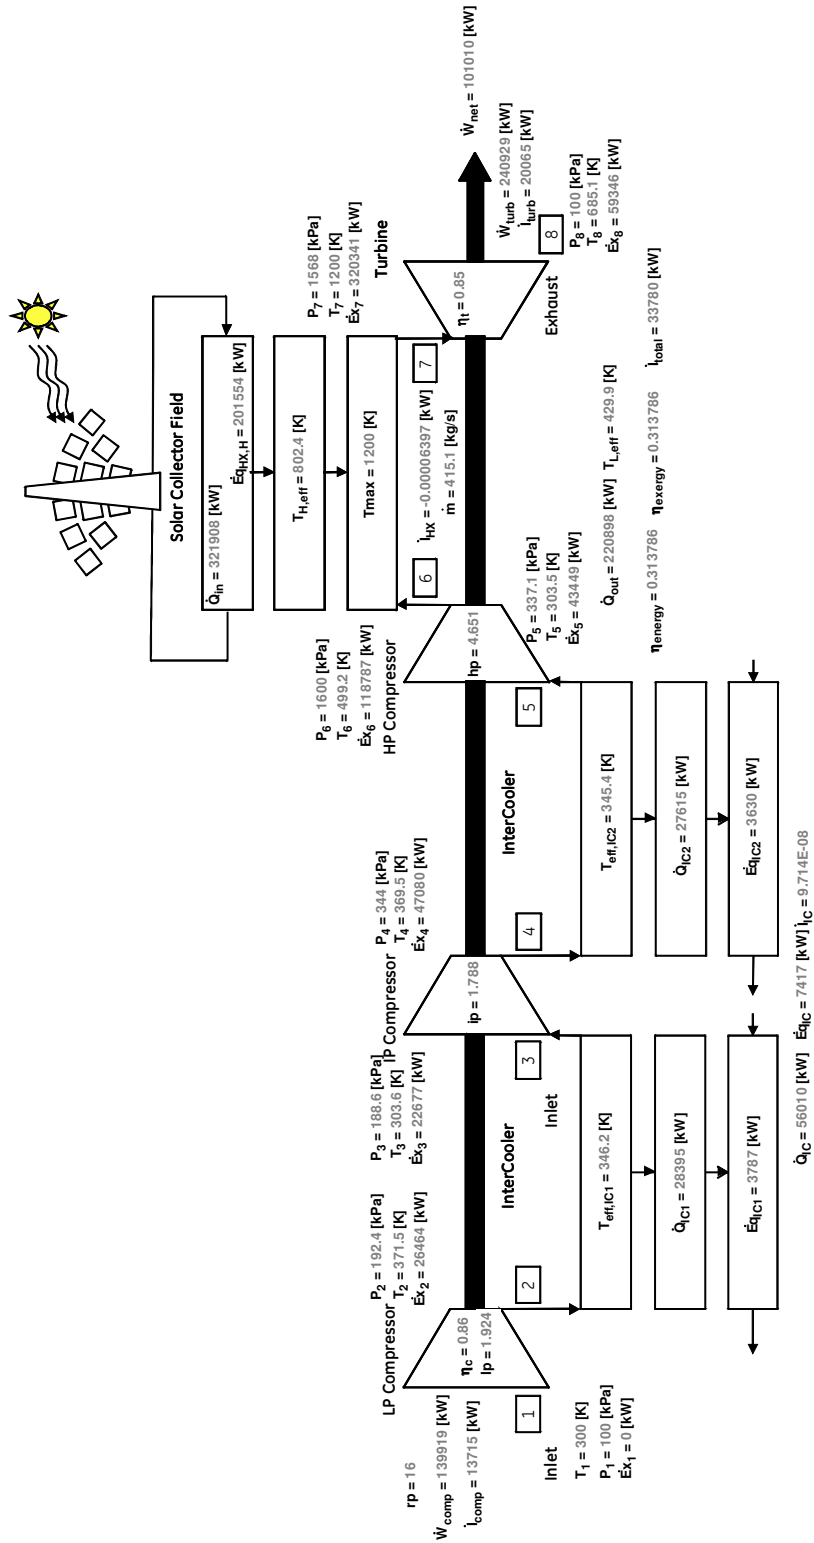 Solar Collector Field
Q̇in = 321908 [kW]
ĖqHX,H = 201554 [kW]
TH,eff = 802.4 [K]
Tmax = 1200 [K]
rp = 16
Ẇcomp = 139919 [kW]
İcomp = 13715 [kW]
LP Compressor
ηc = 0.86
lp = 1.924
1
Inlet
T1 = 300 [K]
P1 = 100 [kPa]
Ėx1 = 0 [kW]
P2 = 192.4 [kPa]
T2 = 371.5 [K]
Ėx2 = 26464 [kW]
2
InterCooler
Teff,IC1 = 346.2 [K]
Q̇IC1 = 28395 [kW]
ĖqIC1 = 3787 [kW]
P3 = 188.6 [kPa]
T3 = 303.6 [K]
Ėx3 = 22677 [kW]
3
Inlet
IP Compressor
ip = 1.788
P4 = 344 [kPa]
T4 = 369.5 [K]
Ėx4 = 47080 [kW]
4
InterCooler
Teff,IC2 = 345.4 [K]
Q̇IC2 = 27615 [kW]
ĖqIC2 = 3630 [kW]
Q̇IC = 56010 [kW] ĖqIC = 7417 [kW] İIC = 9.714E-08
5
P5 = 337.1 [kPa]
T5 = 303.5 [K]
Ėx5 = 43449 [kW]
HP Compressor
hp = 4.651
P6 = 1600 [kPa]
T6 = 499.2 [K]
Ėx6 = 118787 [kW]
6
İHX = -0.00006397 [kW]
ṁ = 415.1 [kg/s]
7
P7 = 1568 [kPa]
T7 = 1200 [K]
Ėx7 = 320341 [kW]
Turbine
ηt = 0.85
Exhaust
8
P8 = 100 [kPa]
T8 = 685.1 [K]
Ėx8 = 59346 [kW]
Ẇturb = 240929 [kW]
İturb = 20065 [kW]
Ẇnet = 101010 [kW]
Q̇out = 220898 [kW] TL,eff = 429.9 [K]
ηenergy = 0.313786 ηexergy = 0.313786 İtotal = 33780 [kW]